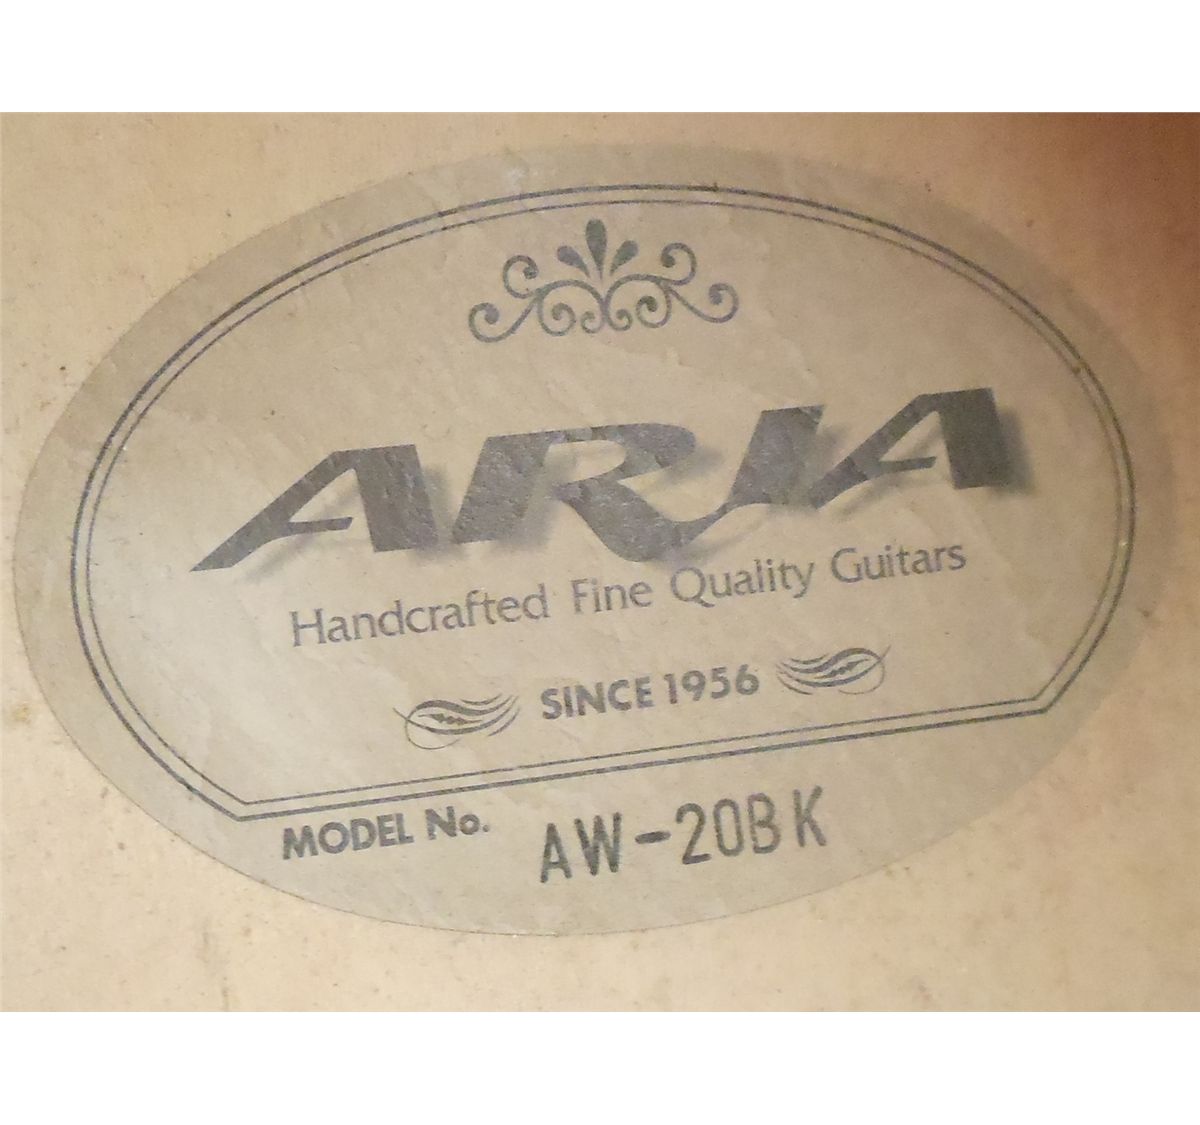 ARIA
Handcrafted Fine Quality Guitars
SINCE 1956
MODEL No. AW-20BK